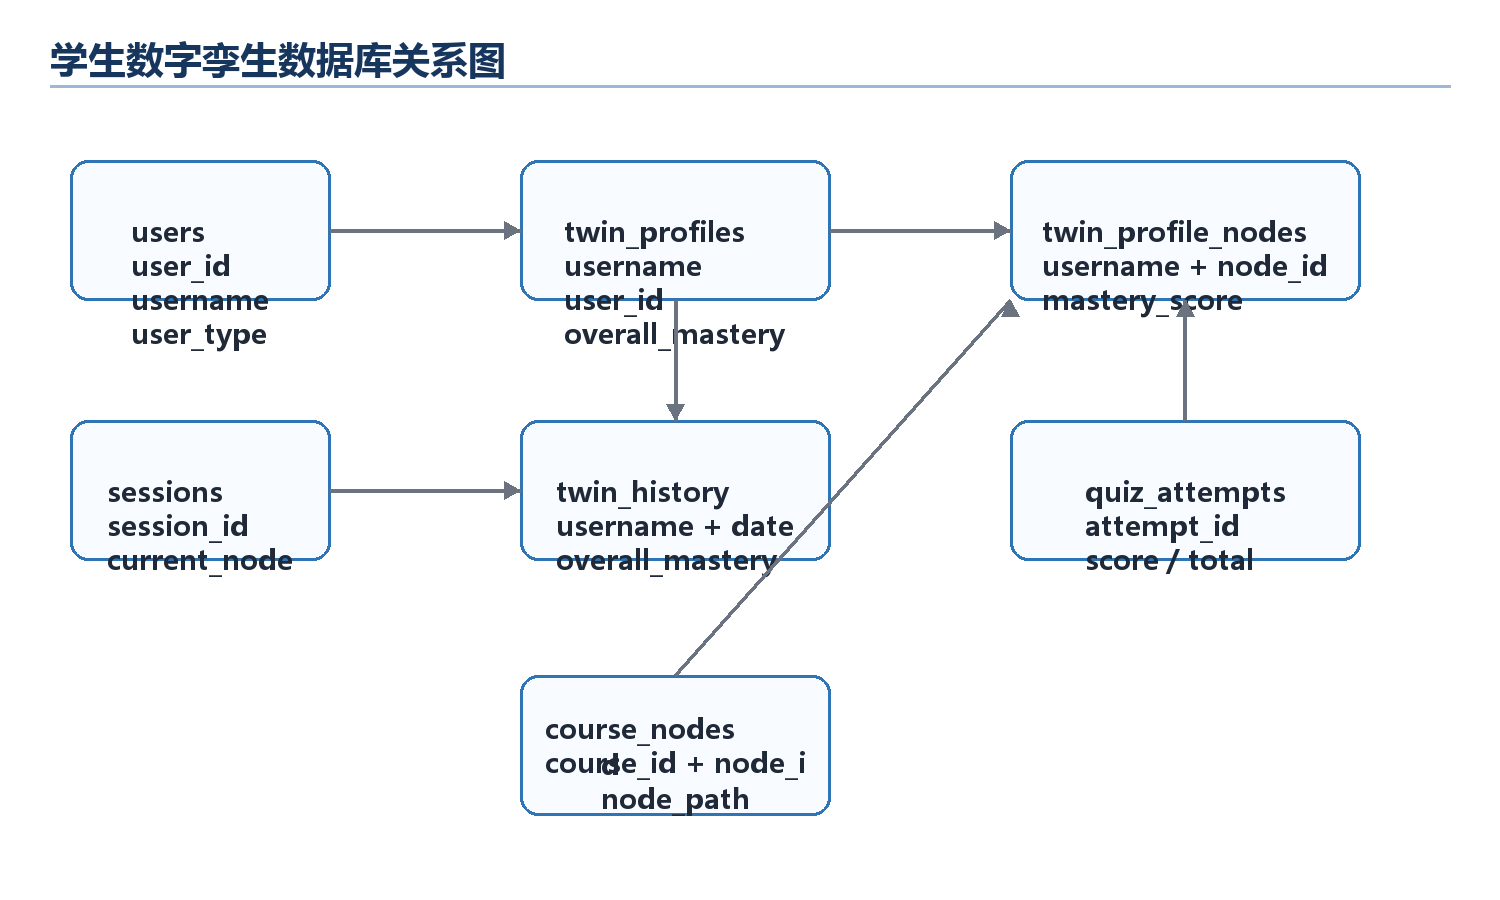 学生数字孪生数据库关系图
users
user_id
username
user_type
twin_profiles
username
user_id
overall_mastery
twin_profile_nodes
username + node_id
mastery_score
sessions
session_id
current_node
twin_history
username + date
overall_mastery
quiz_attempts
attempt_id
score / total
course_nodes
course_id + node_i
d
node_path